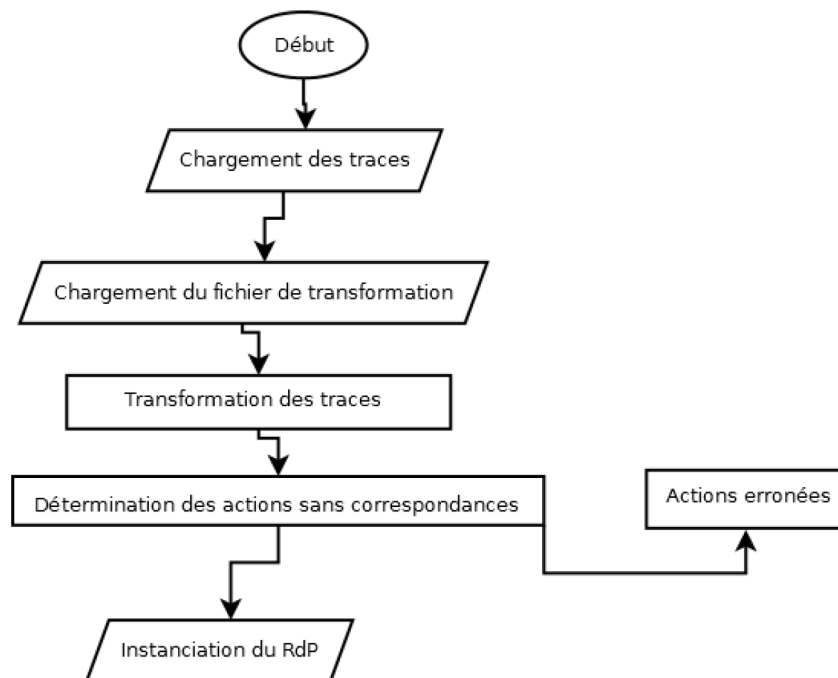 Début
Chargement des traces
Chargement du fichier de transformation
Transformation des traces
Détermination des actions sans correspondances
Actions erronées
Instanciation du RdP